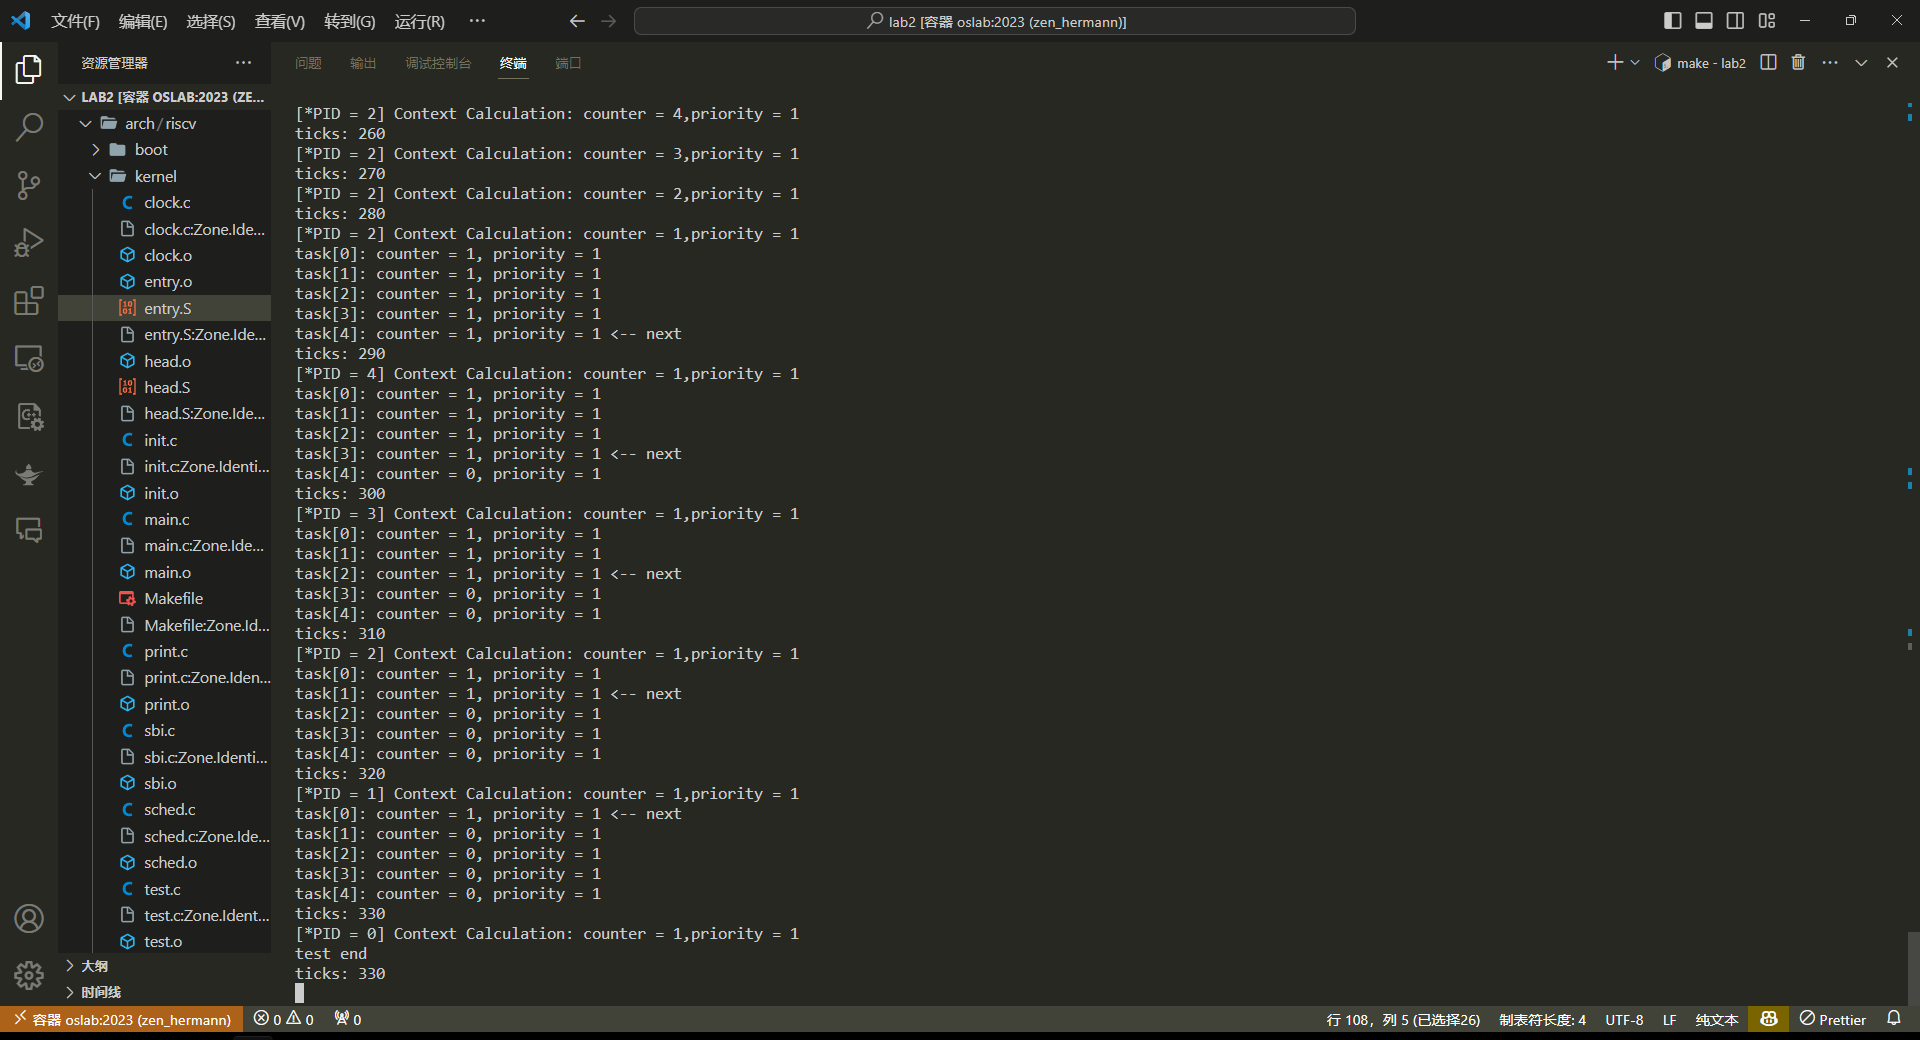 文件(F) 编辑(E) 选择(S) 查看(V) 转到(G) 运行(R) ···
lab2 [容器 oslab:2023 (zen_hermann)]
资源管理器
LAB2 [容器 OSLAB:2023 (ZE...
arch/riscv
boot
kernel
clock.c
clock.c:Zone.Ide...
clock.o
entry.o
entry.S
entry.S:Zone.Ide...
head.o
head.S
head.S:Zone.Ide...
init.c
init.c:Zone.Identi...
init.o
main.c
main.c:Zone.Ide...
main.o
Makefile
Makefile:Zone.Id...
print.c
print.c:Zone.Iden...
print.o
sbi.c
sbi.c:Zone.Identi...
sbi.o
sched.c
sched.c:Zone.Ide...
sched.o
test.c
test.c:Zone.Ident...
test.o
大纲
时间线
问题 输出 调试控制台 终端 端口
make - lab2
[*PID = 2] Context Calculation: counter = 4,priority = 1
ticks: 260
[*PID = 2] Context Calculation: counter = 3,priority = 1
ticks: 270
[*PID = 2] Context Calculation: counter = 2,priority = 1
ticks: 280
[*PID = 2] Context Calculation: counter = 1,priority = 1
task[0]: counter = 1, priority = 1
task[1]: counter = 1, priority = 1
task[2]: counter = 1, priority = 1
task[3]: counter = 1, priority = 1
task[4]: counter = 1, priority = 1 <-- next
ticks: 290
[*PID = 4] Context Calculation: counter = 1,priority = 1
task[0]: counter = 1, priority = 1
task[1]: counter = 1, priority = 1
task[2]: counter = 1, priority = 1
task[3]: counter = 1, priority = 1 <-- next
task[4]: counter = 0, priority = 1
ticks: 300
[*PID = 3] Context Calculation: counter = 1,priority = 1
task[0]: counter = 1, priority = 1
task[1]: counter = 1, priority = 1
task[2]: counter = 1, priority = 1 <-- next
task[3]: counter = 0, priority = 1
task[4]: counter = 0, priority = 1
ticks: 310
[*PID = 2] Context Calculation: counter = 1,priority = 1
task[0]: counter = 1, priority = 1
task[1]: counter = 1, priority = 1 <-- next
task[2]: counter = 0, priority = 1
task[3]: counter = 0, priority = 1
task[4]: counter = 0, priority = 1
ticks: 320
[*PID = 1] Context Calculation: counter = 1,priority = 1
task[0]: counter = 1, priority = 1 <-- next
task[1]: counter = 0, priority = 1
task[2]: counter = 0, priority = 1
task[3]: counter = 0, priority = 1
task[4]: counter = 0, priority = 1
ticks: 330
[*PID = 0] Context Calculation: counter = 1,priority = 1
test end
ticks: 330
容器 oslab:2023 (zen_hermann) 0 0 0 行 108，列 5 (已选择26) 制表符长度: 4 UTF-8 LF 纯文本 Prettier